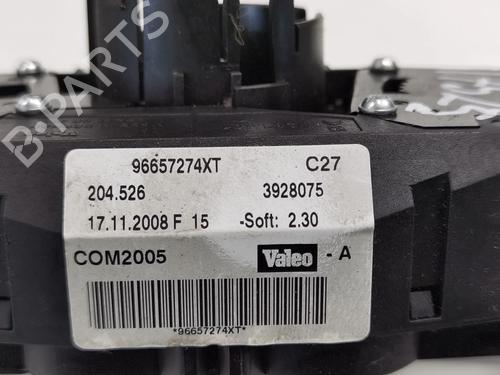 B-PARTS
96657274XT C27
204.526 3928075
17.11.2008 F 15 -Soft: 2.30
COM2005 Valeo - A
*96657274XT*